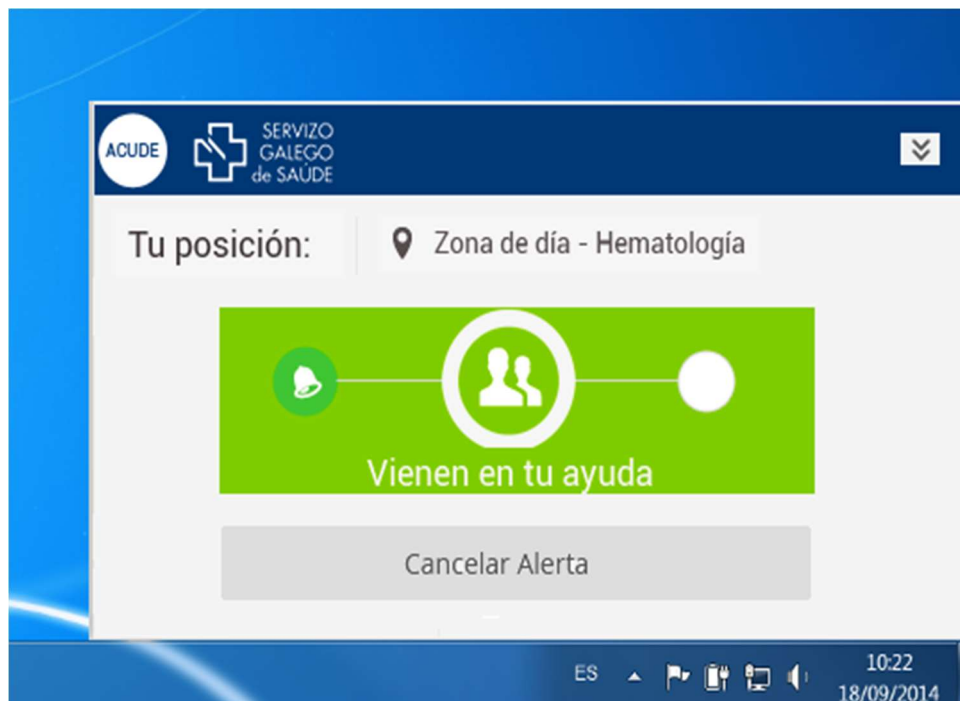 ACUDE
SERVIZO
GALEGO
de SAÚDE
Tu posición:
Zona de día - Hematología
Vienen en tu ayuda
Cancelar Alerta
ES
10:22
18/09/2014